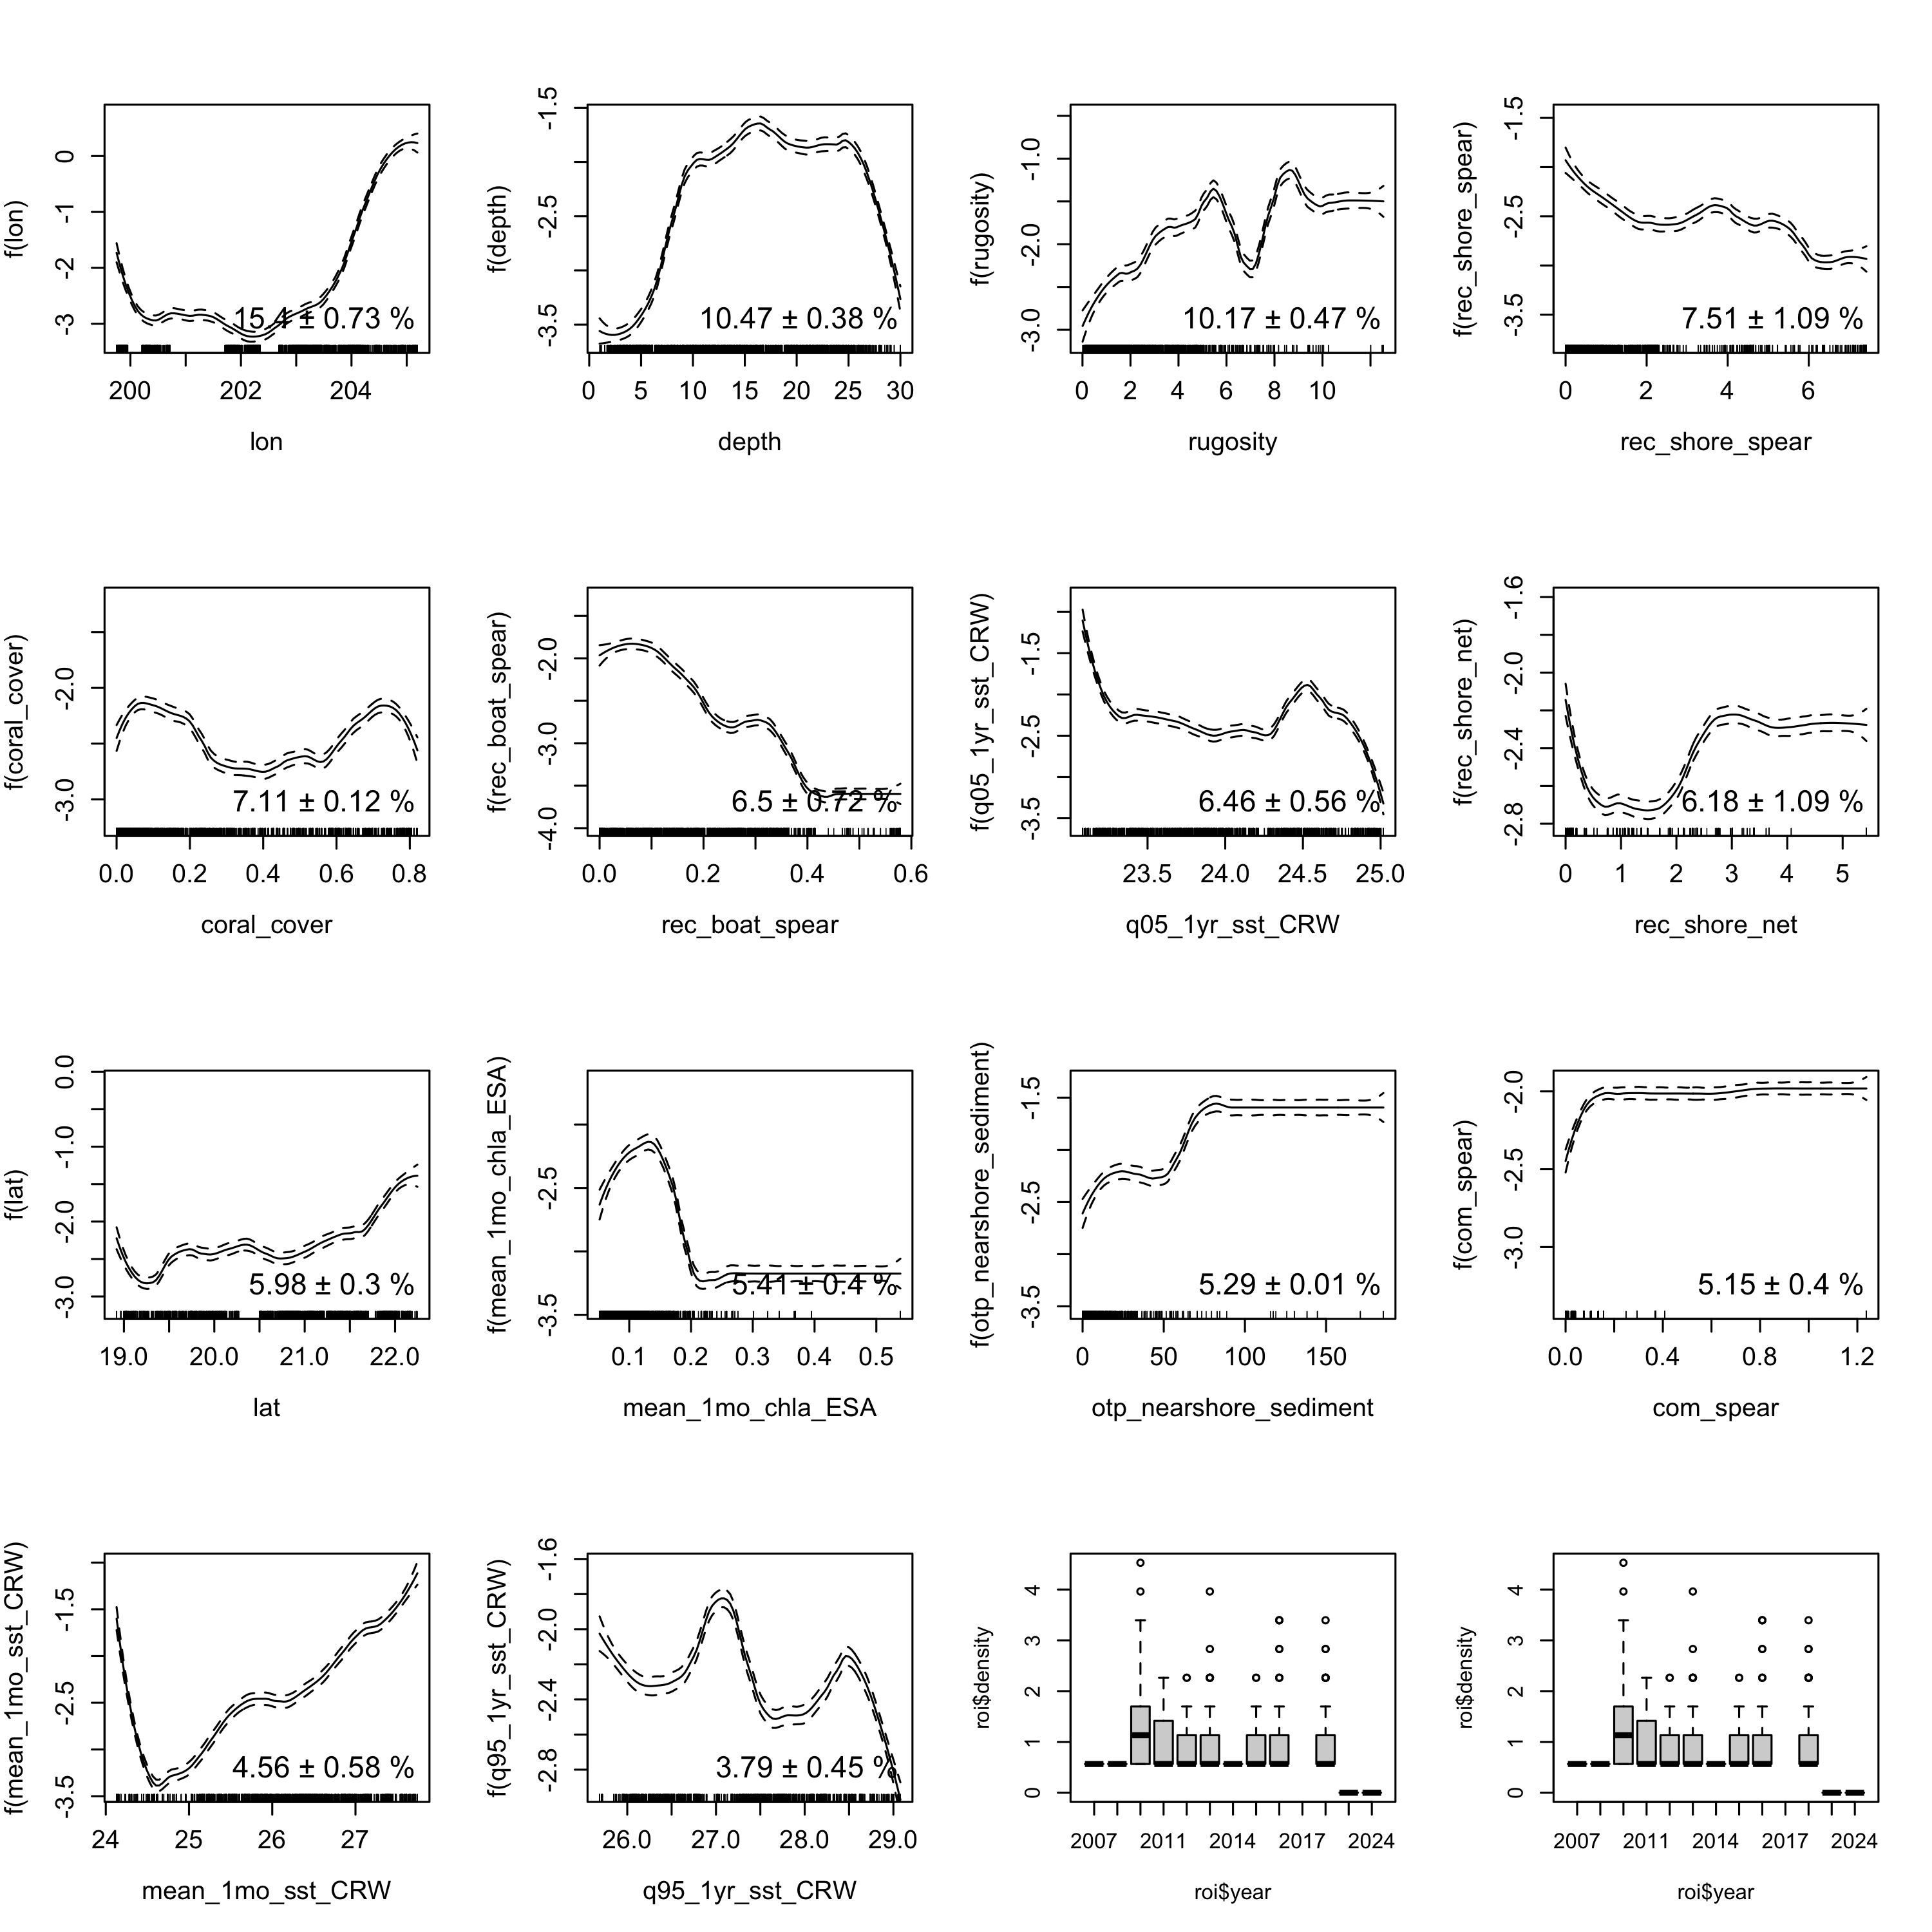 f(lon)
0
-1
-2
-3
15.4 ± 0.73 %
200 202 204
lon
f(depth)
-1.5
-2.5
-3.5
10.47 ± 0.38 %
0 5 10 15 20 25 30
depth
f(rugosity)
-1.0
-2.0
-3.0
10.17 ± 0.47 %
0 2 4 6 8 10
rugosity
f(rec_shore_spear)
-1.5
-2.5
-3.5
7.51 ± 1.09 %
0 2 4 6
rec_shore_spear
f(coral_cover)
-2.0
-3.0
7.11 ± 0.12 %
0.0 0.2 0.4 0.6 0.8
coral_cover
f(rec_boat_spear)
-2.0
-3.0
-4.0
6.5 ± 0.72 %
0.0 0.2 0.4 0.6
rec_boat_spear
f(q05_1yr_sst_CRW)
-1.5
-2.5
-3.5
6.46 ± 0.56 %
23.5 24.0 24.5 25.0
q05_1yr_sst_CRW
f(rec_shore_net)
-1.6
-2.0
-2.4
-2.8
6.18 ± 1.09 %
0 1 2 3 4 5
rec_shore_net
f(lat)
0.0
-1.0
-2.0
-3.0
5.98 ± 0.3 %
19.0 20.0 21.0 22.0
lat
f(mean_1mo_chla_ESA)
-2.5
-3.5
5.41 ± 0.4 %
0.1 0.2 0.3 0.4 0.5
mean_1mo_chla_ESA
f(otp_nearshore_sediment)
-1.5
-2.5
-3.5
5.29 ± 0.01 %
0 50 100 150
otp_nearshore_sediment
f(com_spear)
-2.0
-2.5
-3.0
5.15 ± 0.4 %
0.0 0.4 0.8 1.2
com_spear
f(mean_1mo_sst_CRW)
-1.5
-2.5
-3.5
4.56 ± 0.58 %
24 25 26 27
mean_1mo_sst_CRW
f(q95_1yr_sst_CRW)
-1.6
-2.0
-2.4
-2.8
3.79 ± 0.45 %
26.0 27.0 28.0 29.0
q95_1yr_sst_CRW
roi$density
4
3
2
1
0
2007 2011 2014 2017 2024
roi$year
roi$density
4
3
2
1
0
2007 2011 2014 2017 2024
roi$year